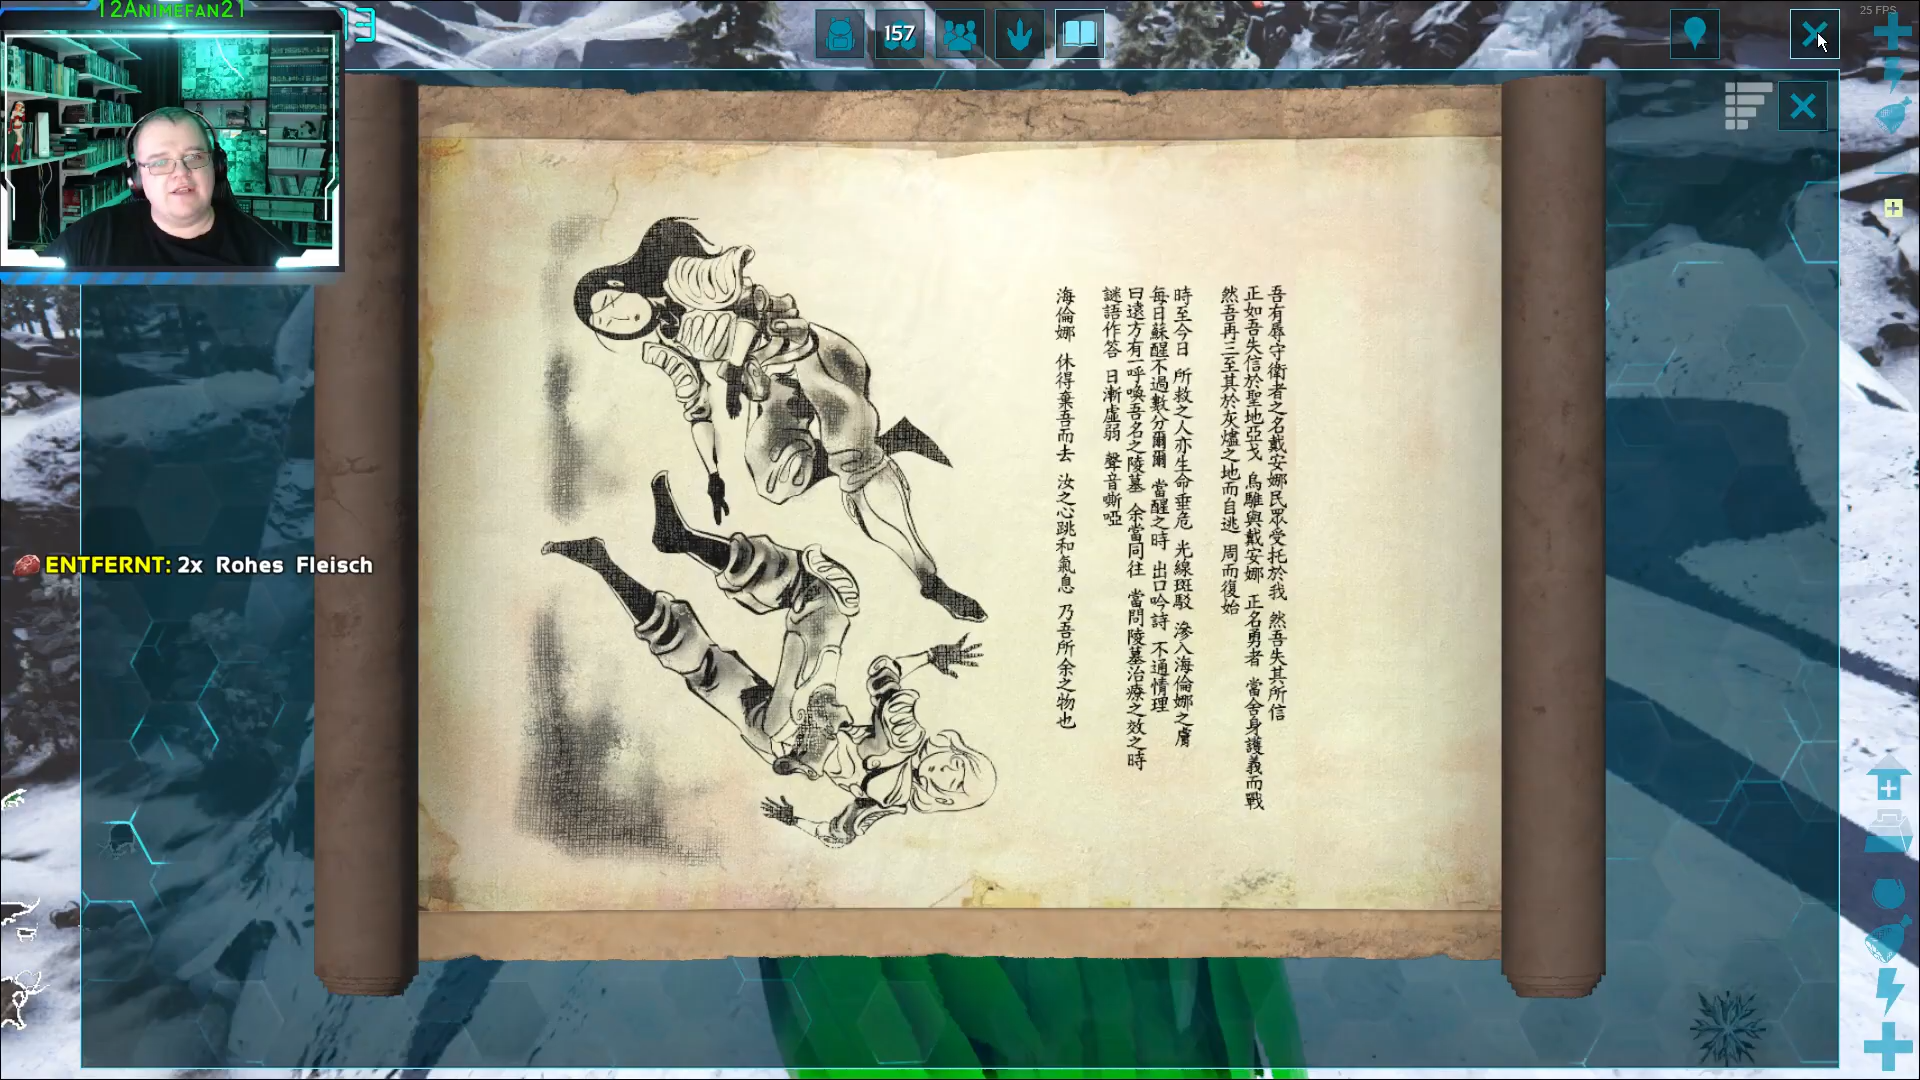 12ANIMEFAN21
25 FPS
157
吾有辱守衛者之名戴安娜民眾受托於我 然吾失其所信
正如吾失信於聖地亞戈 烏騅與戴安娜 正名勇者 當舍身護義而戰
然吾再三至其於灰燼之地而自逃 周而復始
時至今日 所救之人亦生命垂危 光線斑駁 滲入海倫娜之膚
每日蘇醒不過數分爾爾 當醒之時 出口吟詩 不通情理
曰遠方有一呼喚吾名之陵墓 余當同往 當問陵墓治療之效之時
謎語作答 日漸虛弱 聲音嘶啞
海倫娜 休得棄吾而去 汝之心跳和氣息 乃吾所余之物也
ENTFERNT: 2x Rohes Fleisch